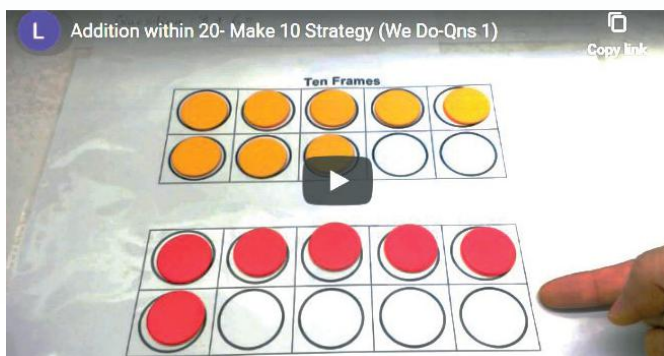 L
Addition within 20- Make 10 Strategy (We Do-Qns 1)
Copy link
Ten Frames